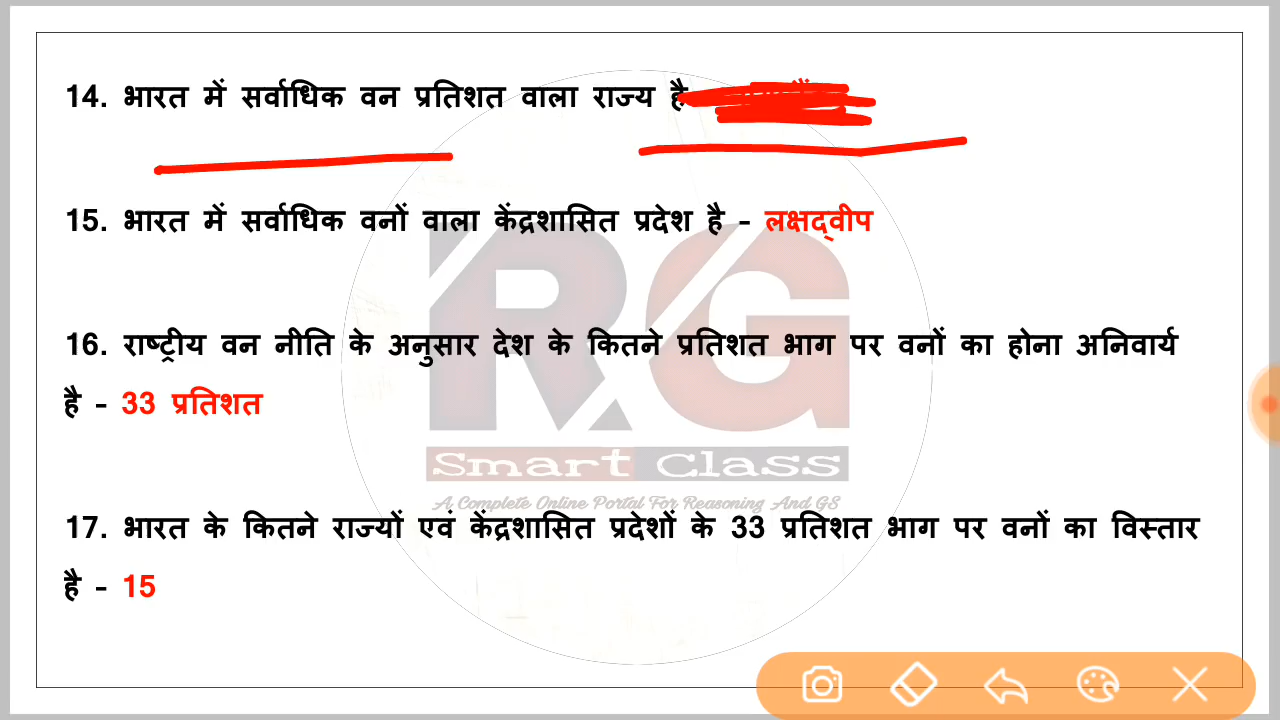 14. भारत में सर्वाधिक वन प्रतिशत वाला राज्य है
15. भारत में सर्वाधिक वनों वाला केंद्रशासित प्रदेश है - लक्षद्वीप
16. राष्ट्रीय वन नीति के अनुसार देश के कितने प्रतिशत भाग पर वनों का होना अनिवार्य
है - 33 प्रतिशत
RG
Smart Class
A Complete Online Portal For Reasoning And GS
17. भारत के कितने राज्यों एवं केंद्रशासित प्रदेशों के 33 प्रतिशत भाग पर वनों का विस्तार
है - 15